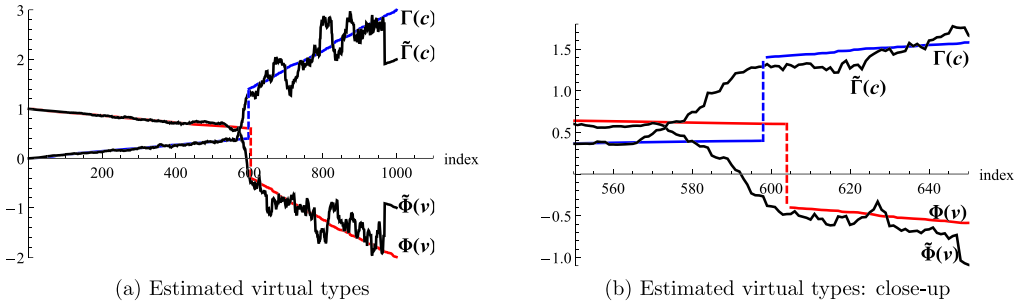 3
2
1
0
−1
−2
200
400
600
800
1000
index
Γ(c)
Γ̃(c)
Φ̃(v)
Φ(v)
(a) Estimated virtual types
1.5
1.0
0.5
−0.5
−1.0
560
580
600
620
640
index
Γ(c)
Γ̃(c)
Φ(v)
Φ̃(v)
(b) Estimated virtual types: close-up